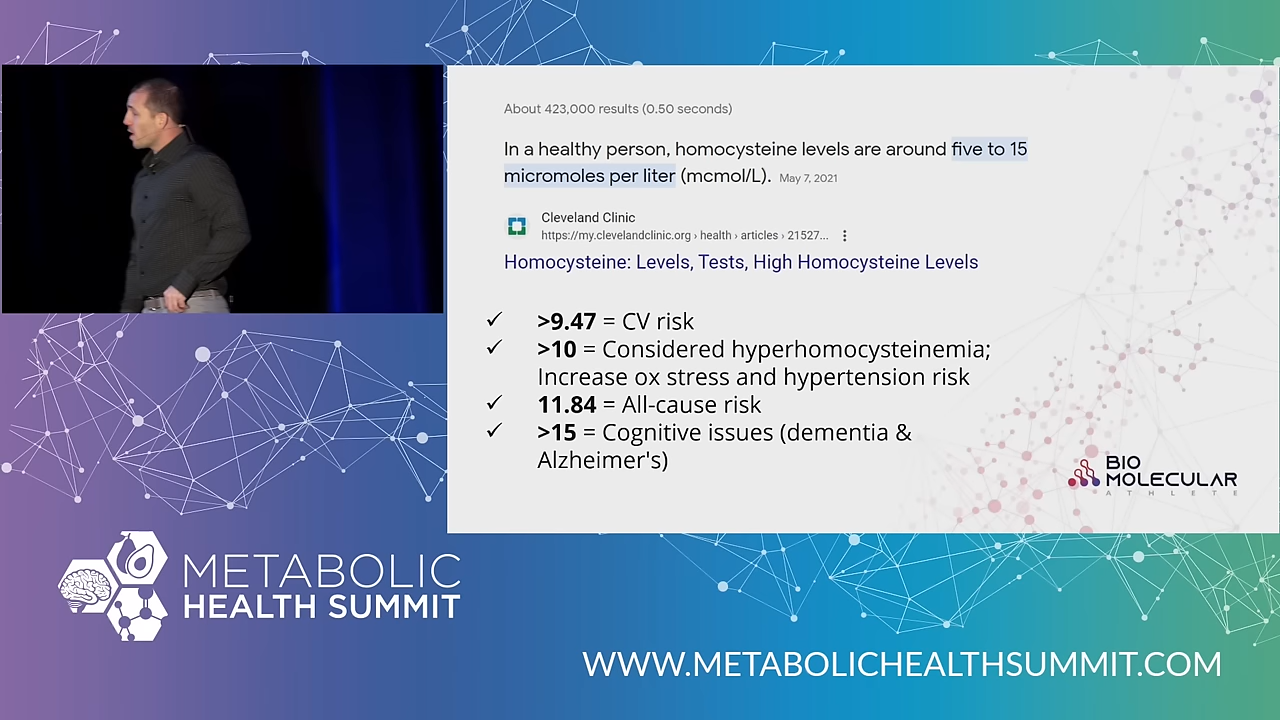 About 423,000 results (0.50 seconds)
In a healthy person, homocysteine levels are around five to 15
micromoles per liter (mcmol/L). May 7, 2021
Cleveland Clinic
https://my.clevelandclinic.org › health › articles › 21527...
Homocysteine: Levels, Tests, High Homocysteine Levels
✓ >9.47 = CV risk
✓ >10 = Considered hyperhomocysteinemia;
Increase ox stress and hypertension risk
✓ 11.84 = All-cause risk
✓ >15 = Cognitive issues (dementia &
Alzheimer's)
BIO
MOLECULAR
ATHLETE
METABOLIC
HEALTH SUMMIT
WWW.METABOLICHEALTHSUMMIT.COM